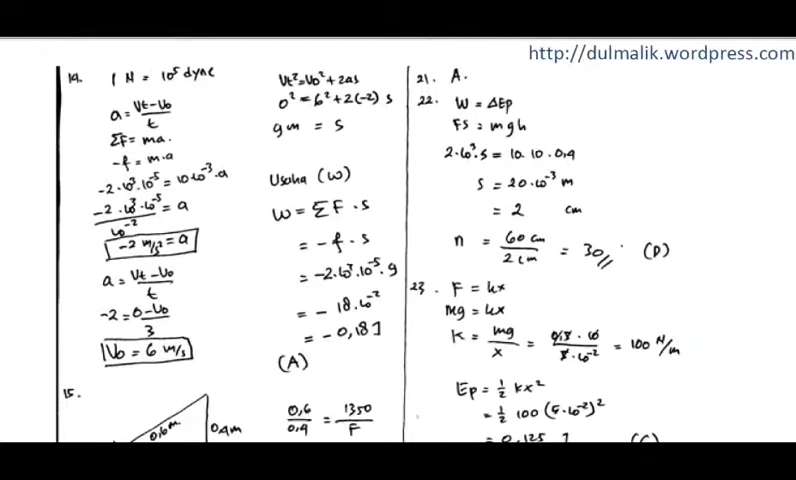 http://dulmalik.wordpress.com
14. 1 N = 10⁵ dyne
a = Vt-Vo
t
ΣF = ma.
-f = m.a
-2·10³·10⁻⁵ = 10·10⁻³·a
-2·10³·10⁻⁵ = a
10⁻²
-2 m/s² = a
a = Vt-Vo
t
-2 = 0-Vo
3
Vo = 6 m/s
Vt² = Vo² + 2as
0² = 6² + 2(-2) s
9 m = s
Usaha (W)
W = ΣF · s
= -f · s
= -2·10³·10⁻⁵·9
= - 18·10⁻²
= - 0,18 J
(A)
15.
0,6 m
0,4 m
0,6 = 1350
0,4 F
21. A.
22. W = ΔEp
FS = mgh
2·10³·S = 10·10·0,4
S = 20·10⁻³ m
= 2 cm
n = 60 cm = 30 (D)
2 cm
23. F = kx
mg = kx
K = mg = 0,5·10 = 100 N/m
x 5·10⁻²
Ep = ½ kx²
= ½ 100 (5·10⁻²)²
= 0,125 J (C)